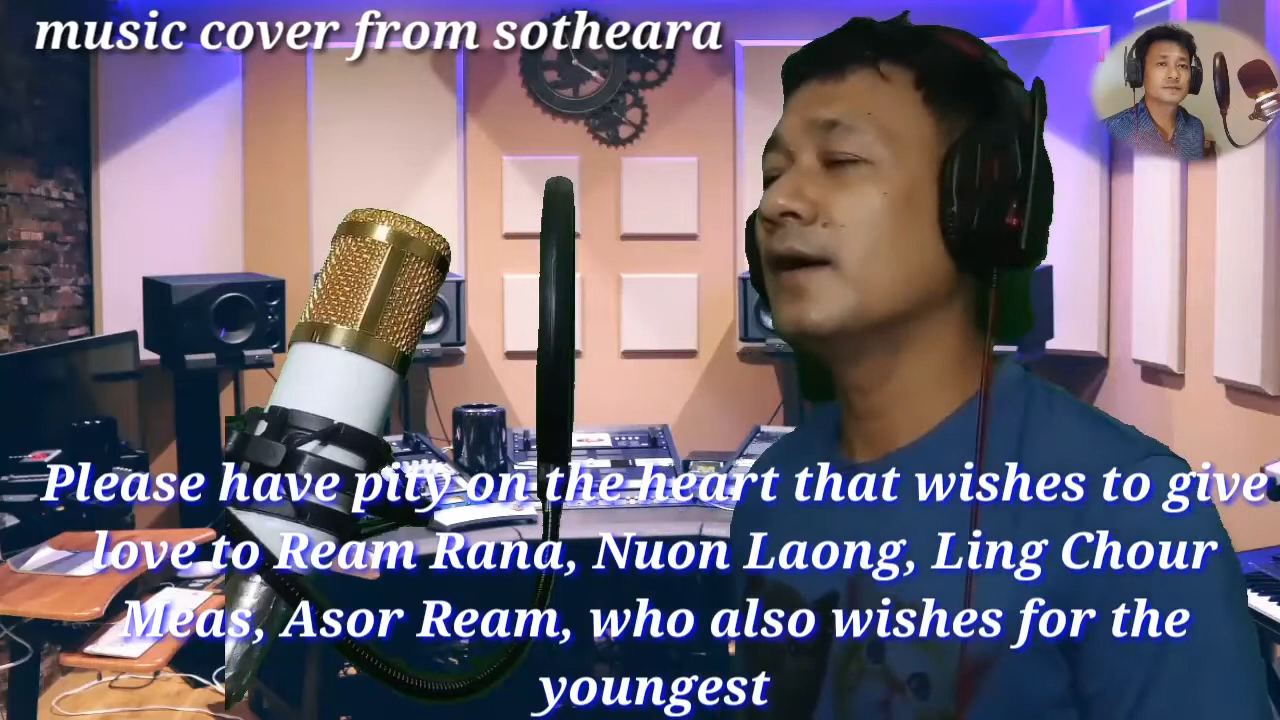 music cover from sotheara
Please have pity on the heart that wishes to give
love to Ream Rana, Nuon Laong, Ling Chour
Meas, Asor Ream, who also wishes for the
youngest